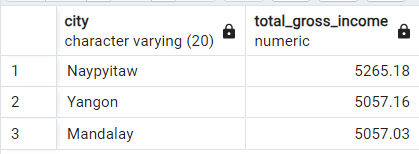 city total_gross_income
character varying (20) numeric
1 Naypyitaw 5265.18
2 Yangon 5057.16
3 Mandalay 5057.03